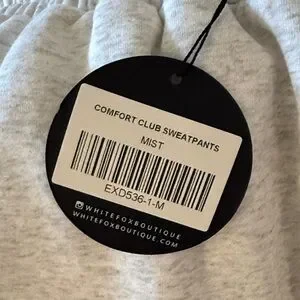 COMFORT CLUB SWEATPANTS
MIST
EXD536-1-M
WHITEFOXBOUTIQUE
WHITEFOXBOUTIQUE.COM